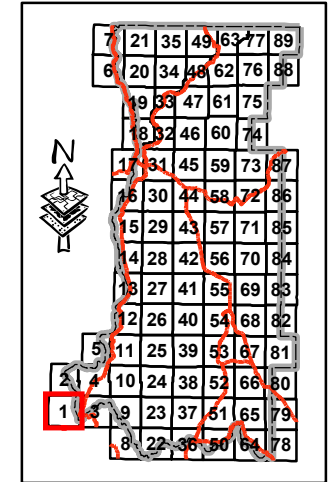 7 21 35 49 63 77 89
6 20 34 48 62 76 88
19 33 47 61 75
18 32 46 60 74
N
17 31 45 59 73 87
16 30 44 58 72 86
15 29 43 57 71 85
14 28 42 56 70 84
13 27 41 55 69 83
12 26 40 54 68 82
5 11 25 39 53 67 81
2 4 10 24 38 52 66 80
1 3 9 23 37 51 65 79
8 22 36 50 64 78